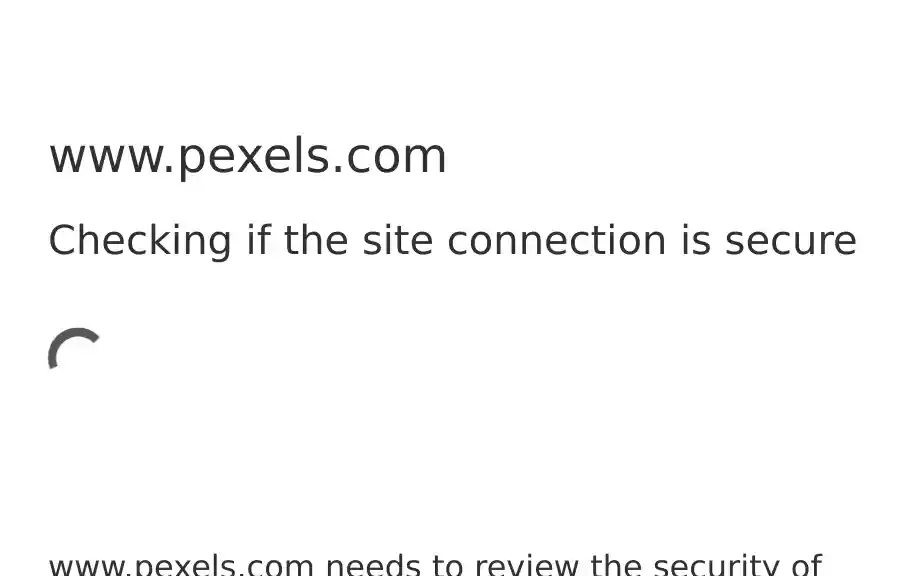 www.pexels.com
Checking if the site connection is secure
www.pexels.com needs to review the security of